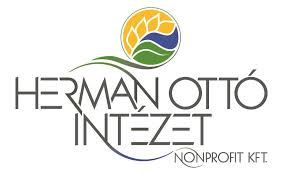 HERMAN OTTÓ
INTÉZET
NONPROFIT KFT.